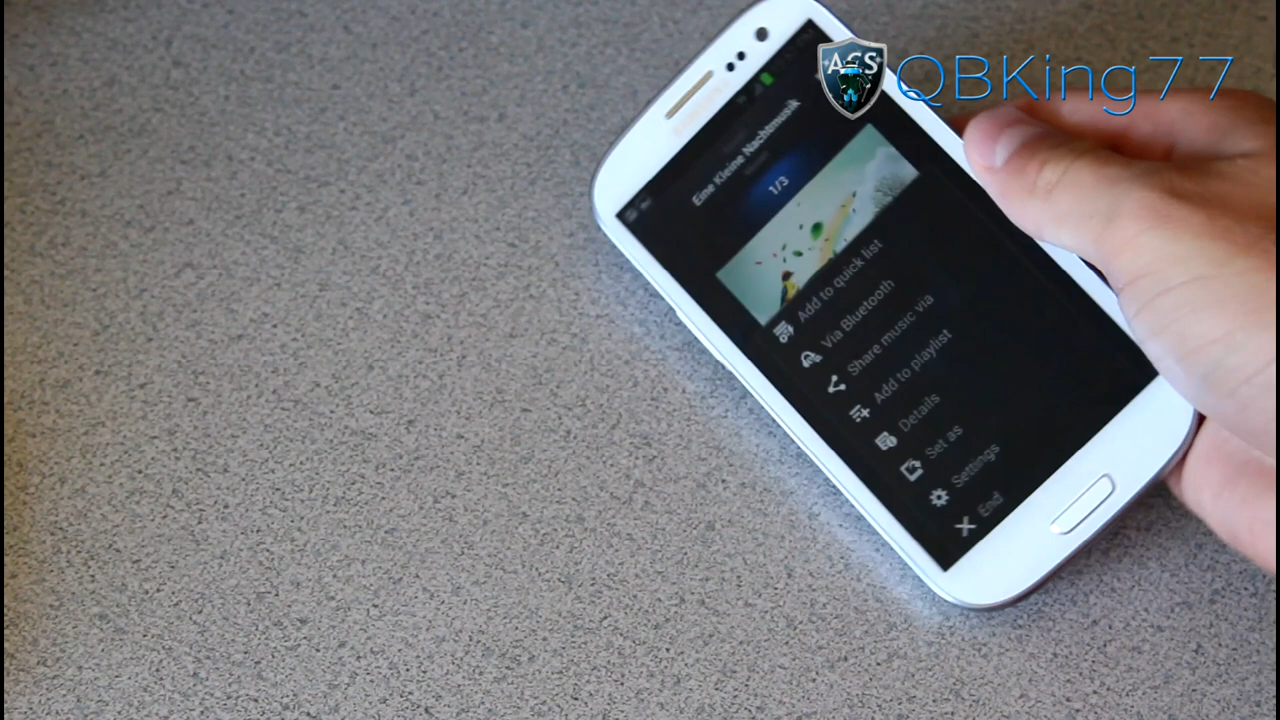 ACS
QBKing77
Eine Kleine Nachtmusik
1/3
Add to quick list
Via Bluetooth
Share music via
Add to playlist
Details
Set as
Settings
End